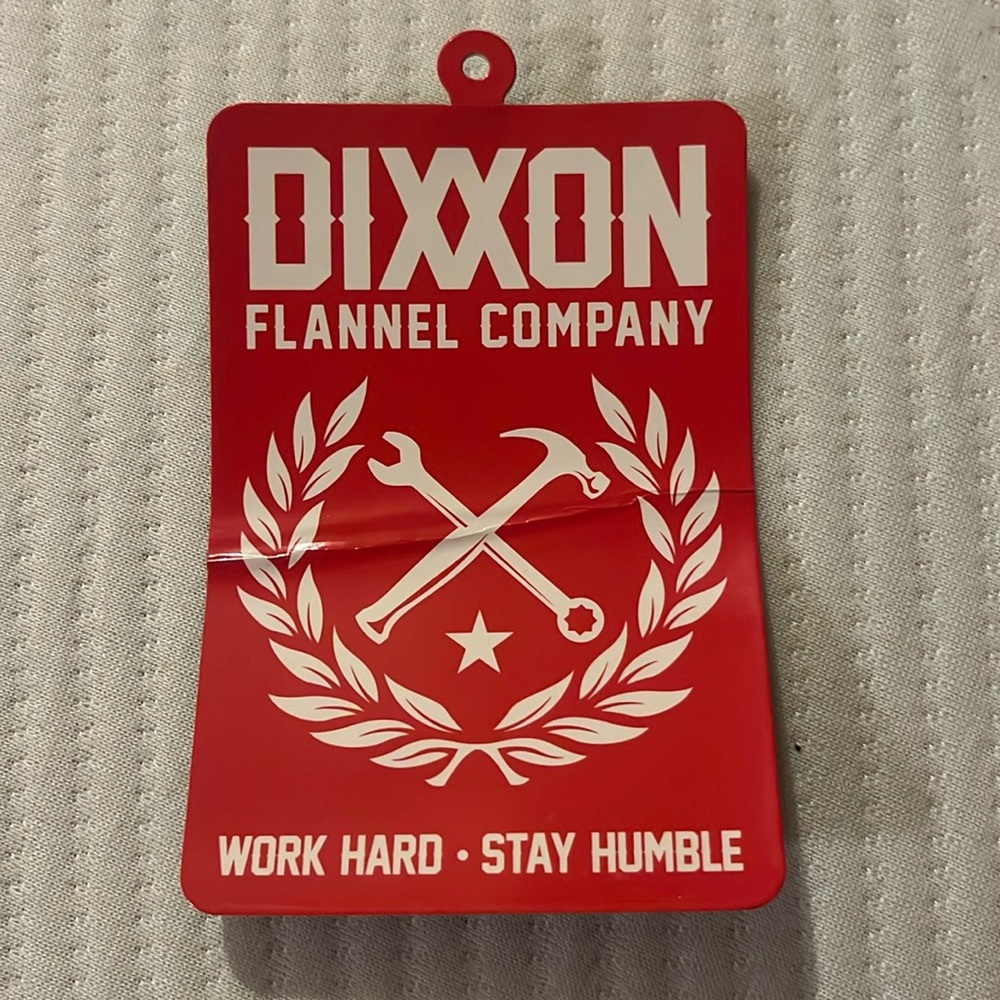 DIXXON
FLANNEL COMPANY
WORK HARD • STAY HUMBLE